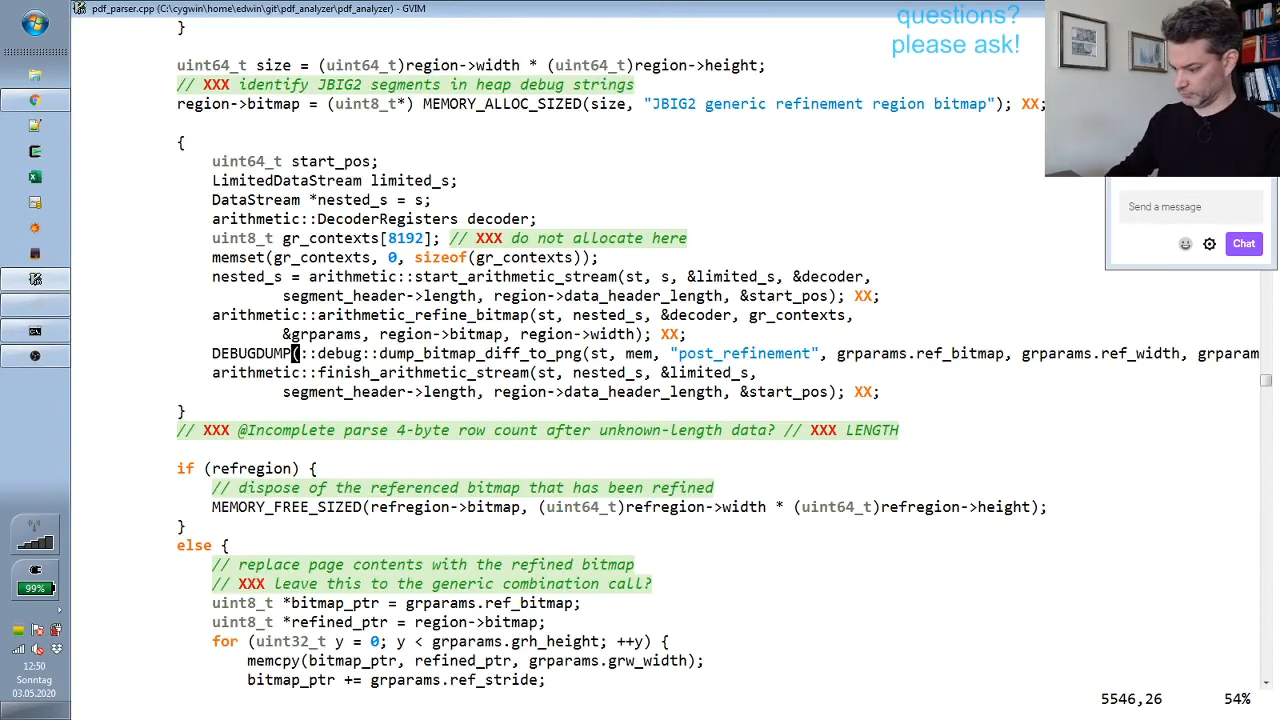 pdf_parser.cpp (C:\cygwin\home\edwin\git\pdf_analyzer\pdf_analyzer) - GVIM
questions?
please ask!
}
uint64_t size = (uint64_t)region->width * (uint64_t)region->height;
// XXX identify JBIG2 segments in heap debug strings
region->bitmap = (uint8_t*) MEMORY_ALLOC_SIZED(size, "JBIG2 generic refinement region bitmap"); XX;
{
uint64_t start_pos;
LimitedDataStream limited_s;
DataStream *nested_s = s;
arithmetic::DecoderRegisters decoder;
uint8_t gr_contexts[8192]; // XXX do not allocate here
memset(gr_contexts, 0, sizeof(gr_contexts));
nested_s = arithmetic::start_arithmetic_stream(st, s, &limited_s, &decoder,
segment_header->length, region->data_header_length, &start_pos); XX;
arithmetic::arithmetic_refine_bitmap(st, nested_s, &decoder, gr_contexts,
&grparams, region->bitmap, region->width); XX;
DEBUGDUMP(::debug::dump_bitmap_diff_to_png(st, mem, "post_refinement", grparams.ref_bitmap, grparams.ref_width, grparam
arithmetic::finish_arithmetic_stream(st, nested_s, &limited_s,
segment_header->length, region->data_header_length, &start_pos); XX;
}
// XXX @Incomplete parse 4-byte row count after unknown-length data? // XXX LENGTH
if (refregion) {
// dispose of the referenced bitmap that has been refined
MEMORY_FREE_SIZED(refregion->bitmap, (uint64_t)refregion->width * (uint64_t)refregion->height);
}
else {
// replace page contents with the refined bitmap
// XXX leave this to the generic combination call?
uint8_t *bitmap_ptr = grparams.ref_bitmap;
uint8_t *refined_ptr = region->bitmap;
for (uint32_t y = 0; y < grparams.grh_height; ++y) {
memcpy(bitmap_ptr, refined_ptr, grparams.grw_width);
bitmap_ptr += grparams.ref_stride;
5546,26 54%
Send a message
Chat
99%
12:50
Sonntag
03.05.2020